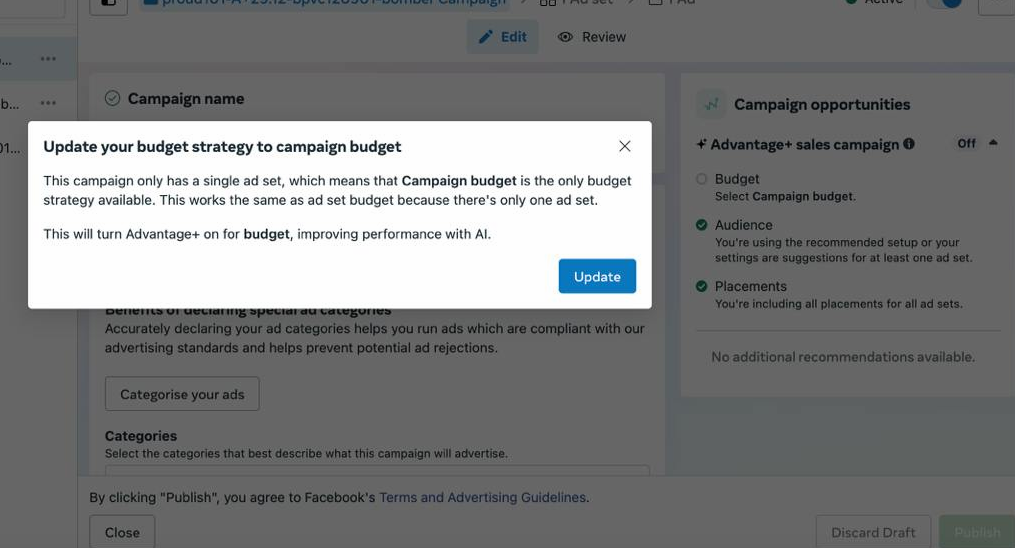 1 Ad set
1 Ad
Active
Edit
Review
Campaign name
Update your budget strategy to campaign budget
This campaign only has a single ad set, which means that Campaign budget is the only budget
strategy available. This works the same as ad set budget because there's only one ad set.
This will turn Advantage+ on for budget, improving performance with AI.
Update
Benefits of declaring special ad categories
Accurately declaring your ad categories helps you run ads which are compliant with our
advertising standards and helps prevent potential ad rejections.
Categorise your ads
Categories
Select the categories that best describe what this campaign will advertise.
Campaign opportunities
Advantage+ sales campaign
Off
Budget
Select Campaign budget.
Audience
You're using the recommended setup or your
settings are suggestions for at least one ad set.
Placements
You're including all placements for all ad sets.
No additional recommendations available.
By clicking "Publish", you agree to Facebook's Terms and Advertising Guidelines.
Close
Discard Draft
Publish